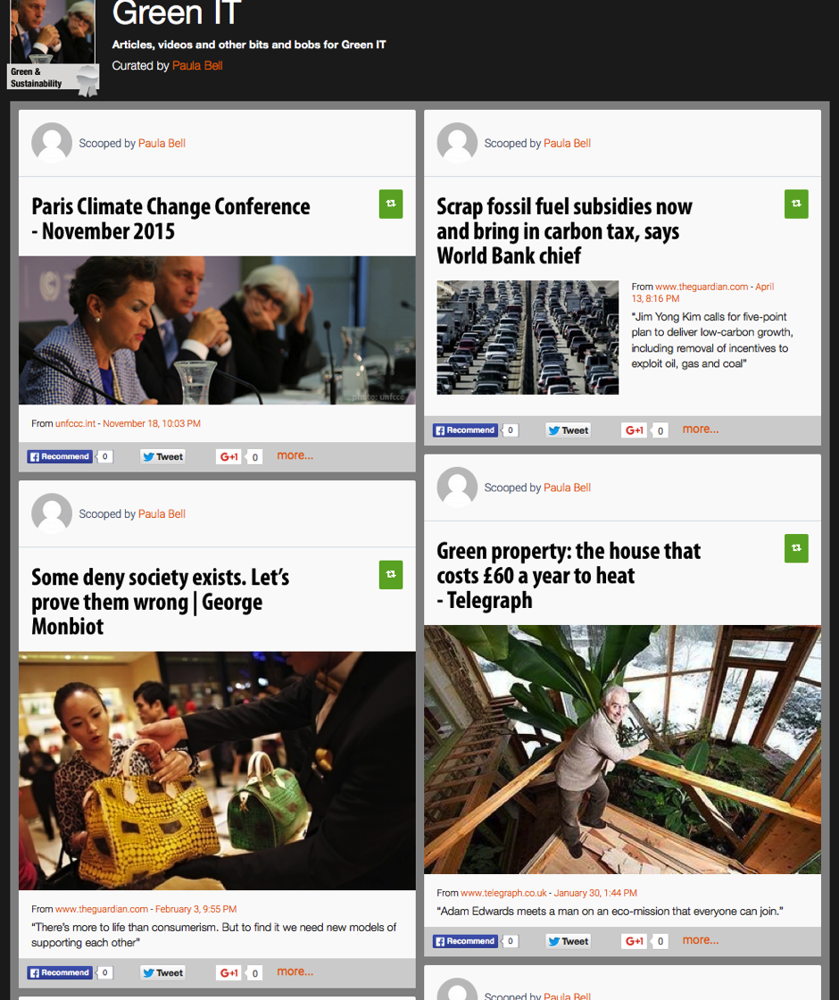 Green IT
Articles, videos and other bits and bobs for Green IT
Curated by Paula Bell
Green &
Sustainability
Scooped by Paula Bell
Paris Climate Change Conference
- November 2015
photo: unfccc
From unfccc.int - November 18, 10:03 PM
Recommend 0 Tweet G+1 0 more...
Scooped by Paula Bell
Some deny society exists. Let's
prove them wrong | George
Monbiot
From www.theguardian.com - February 3, 9:55 PM
“There's more to life than consumerism. But to find it we need new models of
supporting each other”
Recommend 0 Tweet G+1 0 more...
Scooped by Paula Bell
Scrap fossil fuel subsidies now
and bring in carbon tax, says
World Bank chief
From www.theguardian.com - April
13, 8:16 PM
“Jim Yong Kim calls for five-point
plan to deliver low-carbon growth,
including removal of incentives to
exploit oil, gas and coal”
Recommend 0 Tweet G+1 0 more...
Scooped by Paula Bell
Green property: the house that
costs £60 a year to heat
- Telegraph
From www.telegraph.co.uk - January 30, 1:44 PM
“Adam Edwards meets a man on an eco-mission that everyone can join.”
Recommend 0 Tweet G+1 0 more...
Scooped by Paula Bell